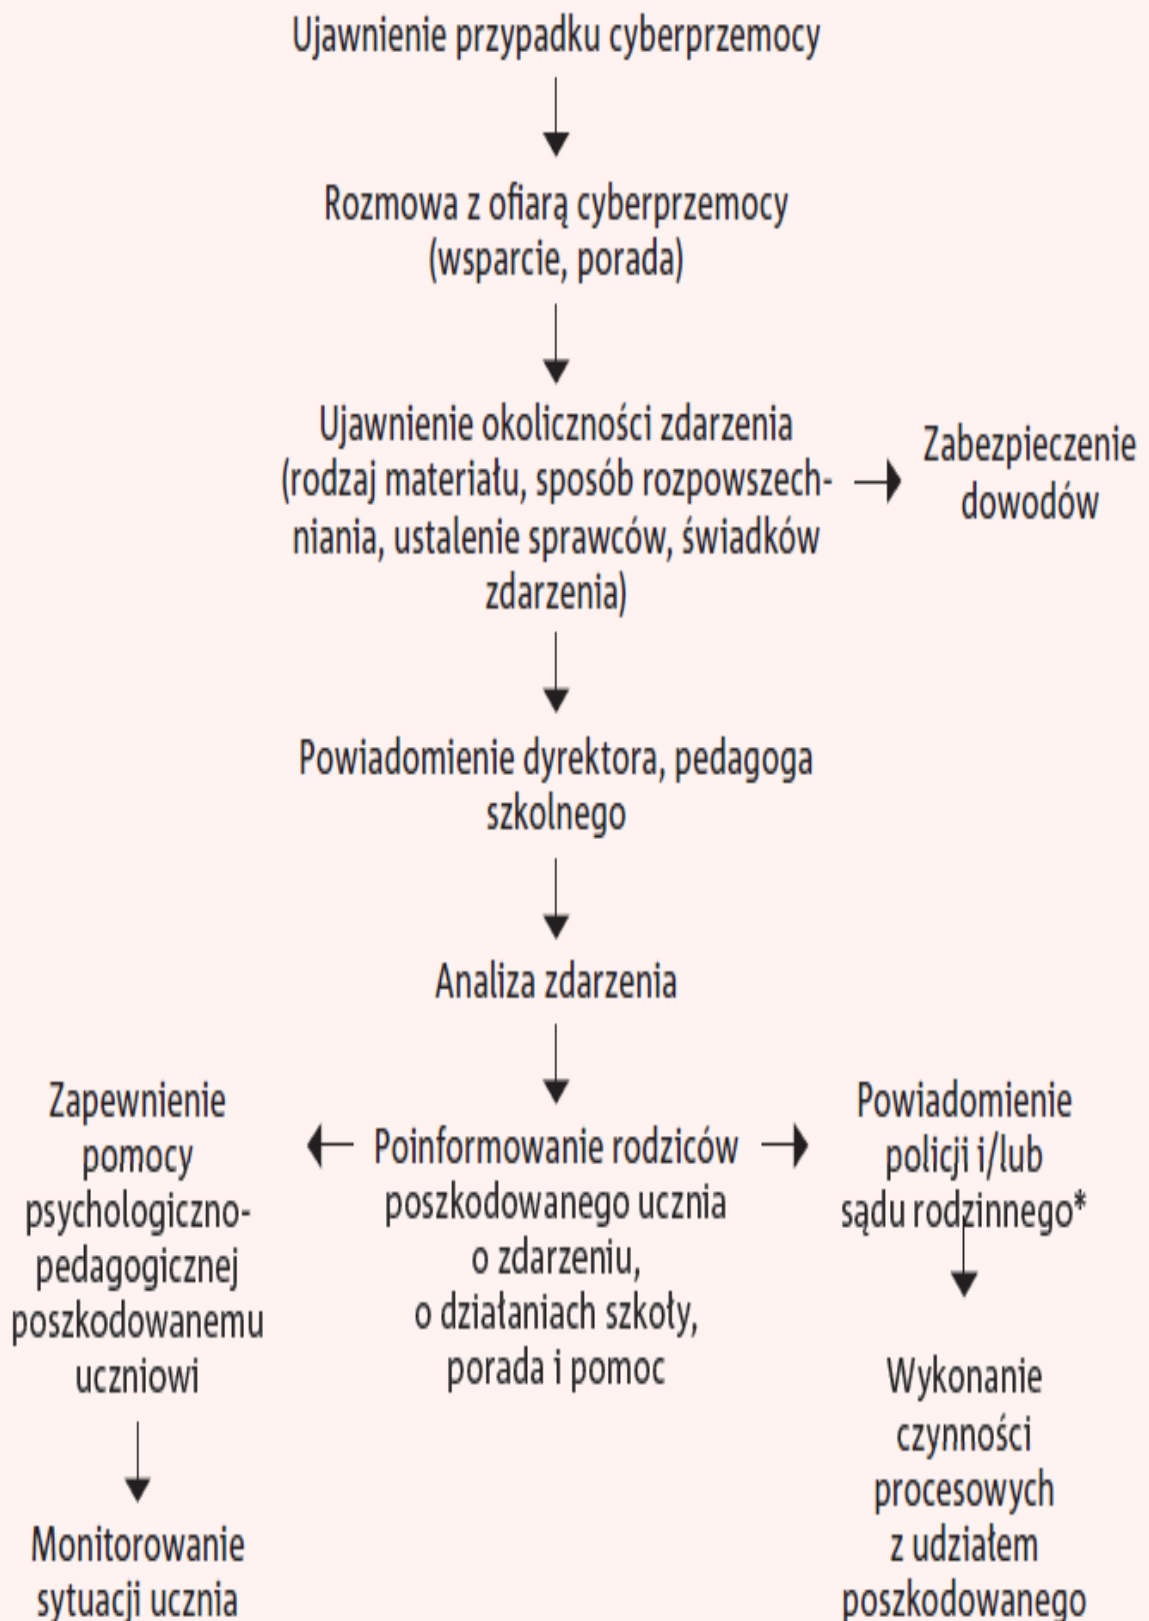 Ujawnienie przypadku cyberprzemocy
Rozmowa z ofiarą cyberprzemocy
(wsparcie, porada)
Ujawnienie okoliczności zdarzenia
(rodzaj materiału, sposób rozpowszech-
niania, ustalenie sprawców, świadków
zdarzenia)
Zabezpieczenie
dowodów
Powiadomienie dyrektora, pedagoga
szkolnego
Analiza zdarzenia
Zapewnienie
pomocy
psychologiczno-
pedagogicznej
poszkodowanemu
uczniowi
Poinformowanie rodziców
poszkodowanego ucznia
o zdarzeniu,
o działaniach szkoły,
porada i pomoc
Powiadomienie
policji i/lub
sądu rodzinnego*
Monitorowanie
sytuacji ucznia
Wykonanie
czynności
procesowych
z udziałem
poszkodowanego